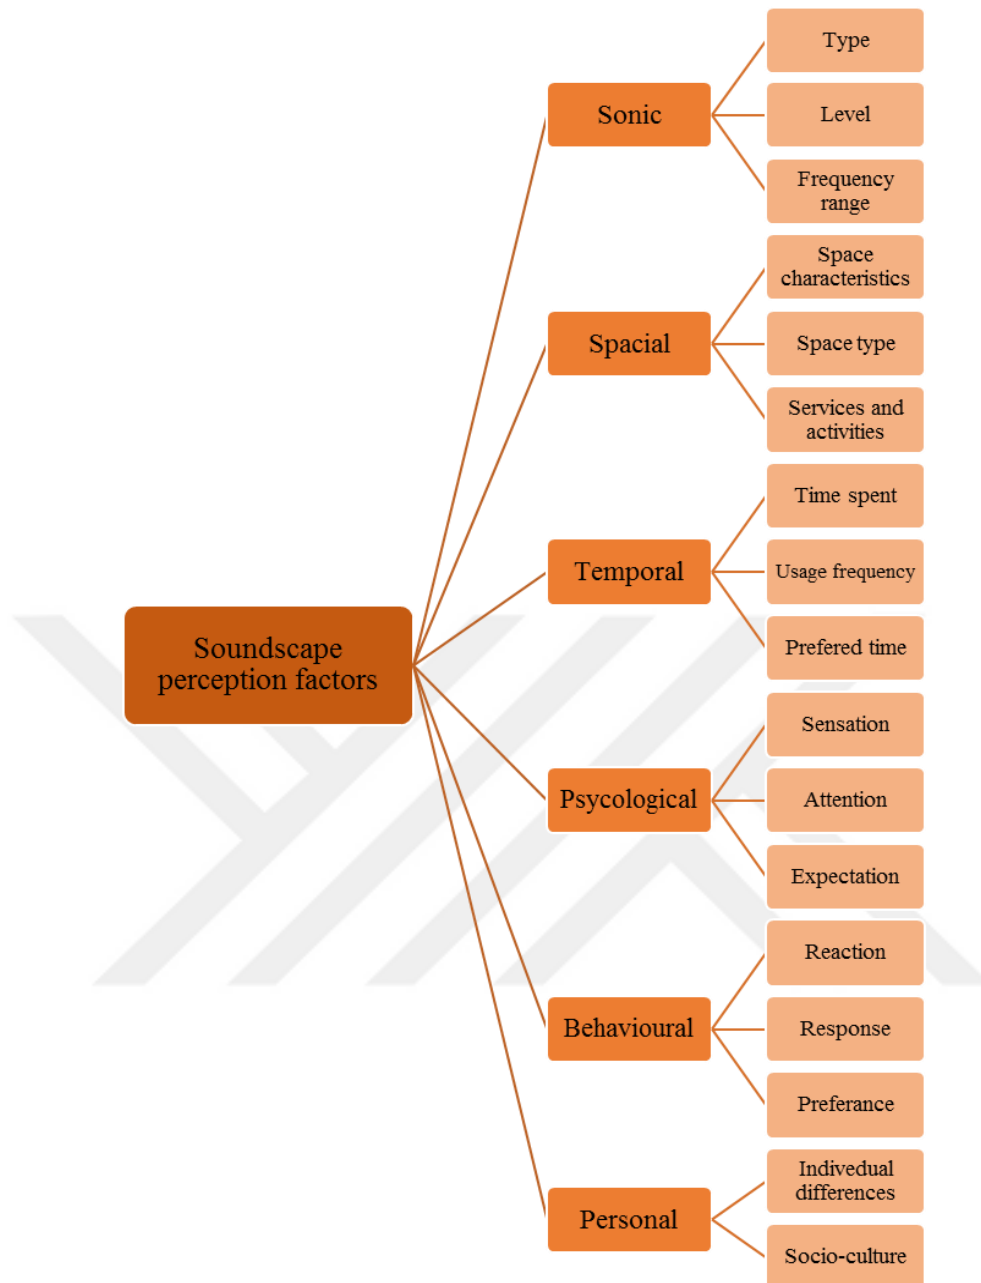 Type
Sonic
Level
Frequency
range
Space
characteristics
Spacial
Space type
Services and
activities
Time spent
Temporal
Usage frequency
Prefered time
Soundscape
perception factors
Sensation
Psycological
Attention
Expectation
Reaction
Behavioural
Response
Preferance
Indivedual
differences
Personal
Socio-culture